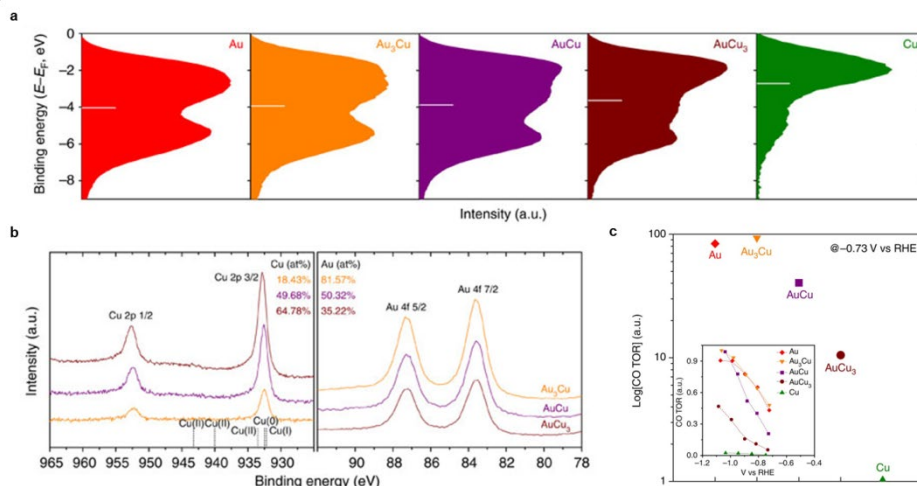 a
0
−2
−4
−6
−8
Binding energy (E–E_F, eV)
Au
Au₃Cu
AuCu
AuCu₃
Cu
Intensity (a.u.)
b
Intensity (a.u.)
Cu 2p 1/2
Cu 2p 3/2
Cu (at%)
18.43%
49.68%
64.78%
Au (at%)
81.57%
50.32%
35.22%
Au 4f 5/2
Au 4f 7/2
Au₃Cu
AuCu
AuCu₃
Cu(II)
Cu(II)
Cu(II)
Cu(0)
Cu(I)
965 960 955 950 945 940 935 930
88 86 84 82 80 78
Binding energy (eV)
c
@−0.73 V vs RHE
Log[CO TOR] (a.u.)
100
10
1
Au
Au₃Cu
AuCu
AuCu₃
Cu
CO TOR (a.u.)
0.9
0.6
0.3
0.0
Au
Au₃Cu
AuCu
AuCu₃
Cu
−1.2 −1.0 −0.8 −0.6 −0.4
V vs RHE